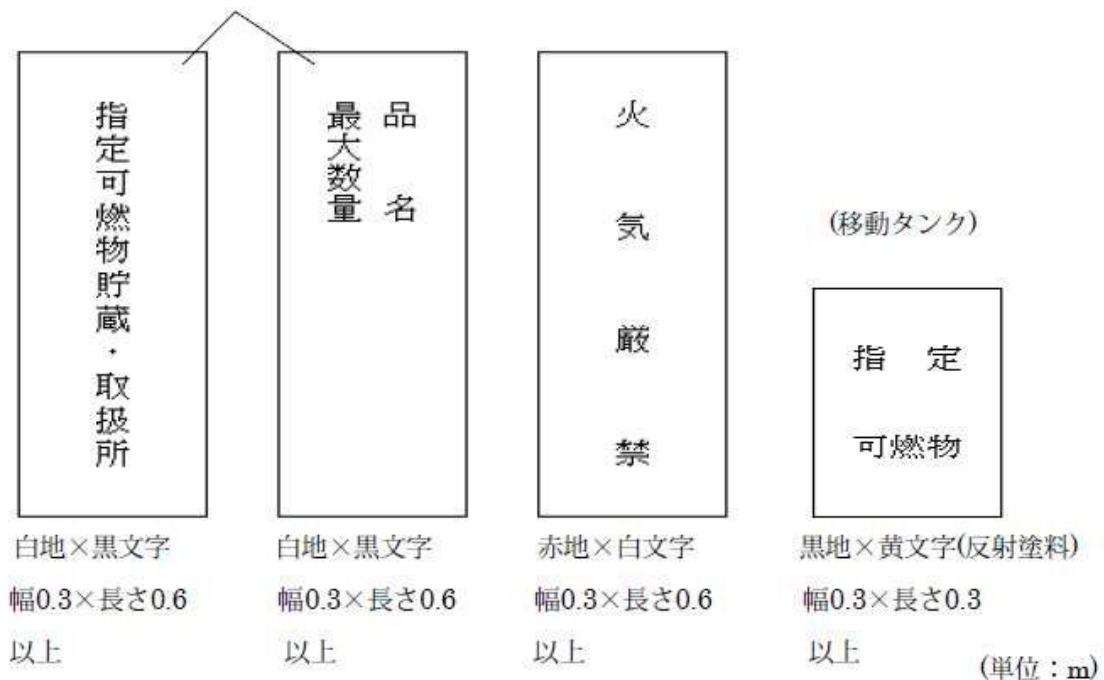 指定可燃物貯蔵・取扱所
品名
最大数量
火気厳禁
(移動タンク)
指定
可燃物
白地×黒文字
幅0.3×長さ0.6
以上
白地×黒文字
幅0.3×長さ0.6
以上
赤地×白文字
幅0.3×長さ0.6
以上
黒地×黄文字(反射塗料)
幅0.3×長さ0.3
以上
(単位：m)